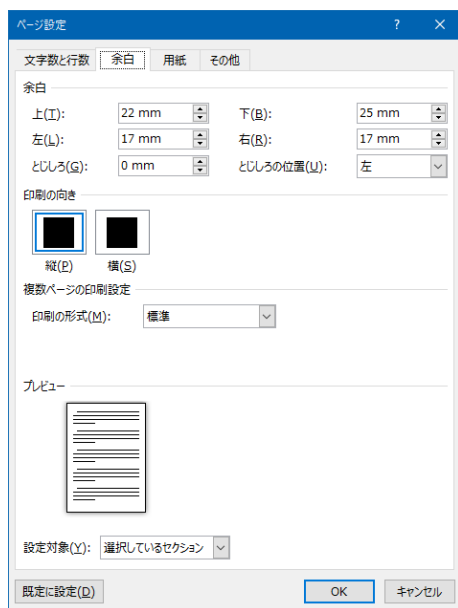 ページ設定 ? ×
文字数と行数 余白 用紙 その他
余白
上(T): 22 mm 下(B): 25 mm
左(L): 17 mm 右(R): 17 mm
とじしろ(G): 0 mm とじしろの位置(U): 左
印刷の向き
縦(P) 横(S)
複数ページの印刷設定
印刷の形式(M): 標準
プレビュー
設定対象(Y): 選択しているセクション
既定に設定(D) OK キャンセル